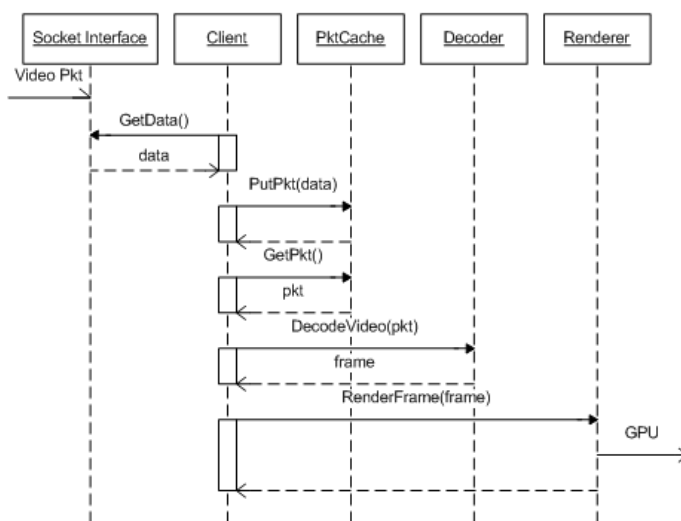 Socket Interface
Client
PktCache
Decoder
Renderer
Video Pkt
GetData()
data
PutPkt(data)
GetPkt()
pkt
DecodeVideo(pkt)
frame
RenderFrame(frame)
GPU